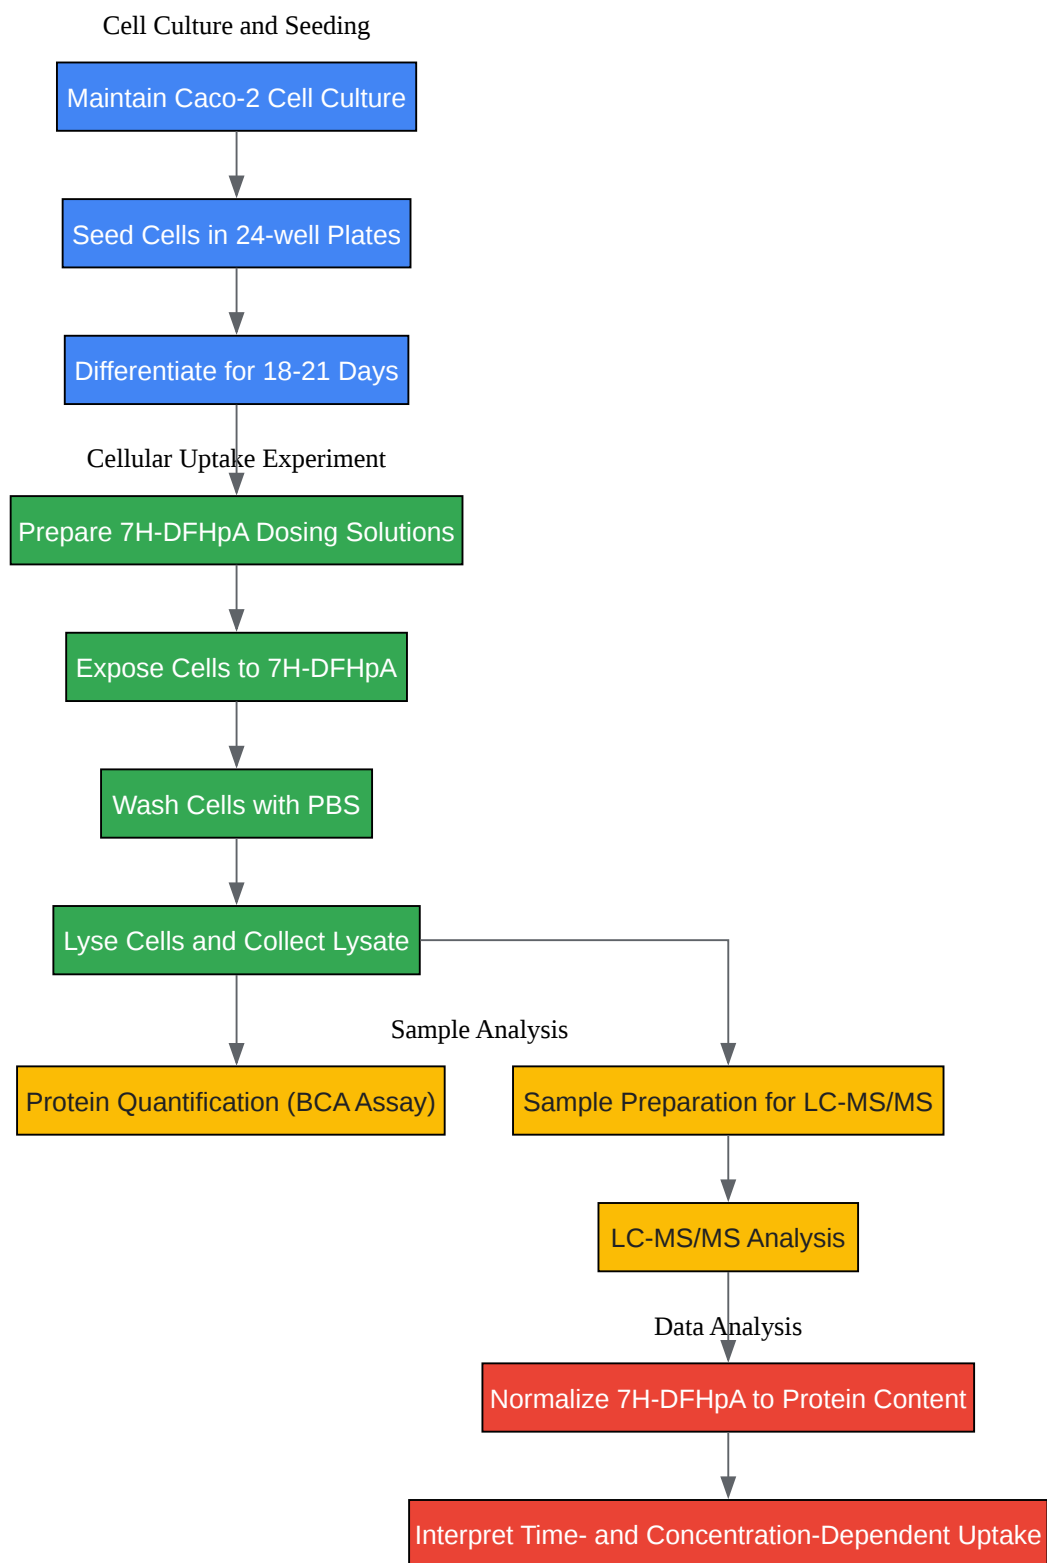 Cell Culture and Seeding
Maintain Caco-2 Cell Culture
Seed Cells in 24-well Plates
Differentiate for 18-21 Days
Cellular Uptake Experiment
Prepare 7H-DFHpA Dosing Solutions
Expose Cells to 7H-DFHpA
Wash Cells with PBS
Lyse Cells and Collect Lysate
Sample Analysis
Protein Quantification (BCA Assay)
Sample Preparation for LC-MS/MS
LC-MS/MS Analysis
Data Analysis
Normalize 7H-DFHpA to Protein Content
Interpret Time- and Concentration-Dependent Uptake